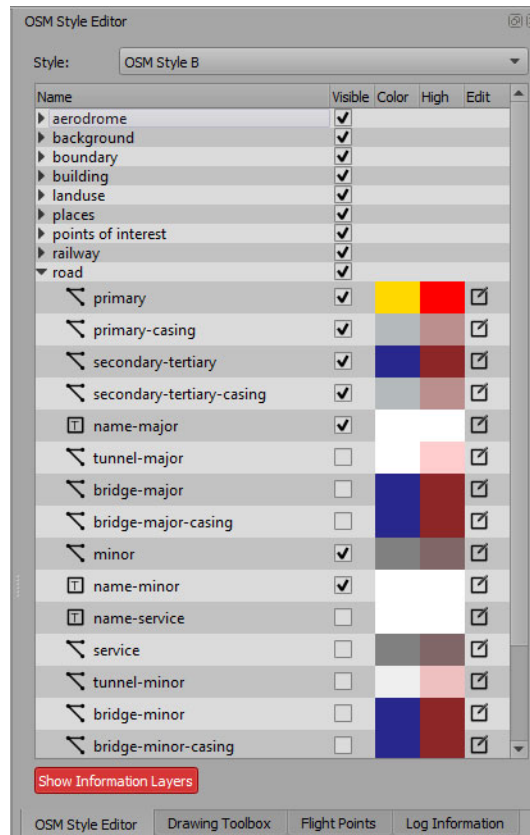 OSM Style Editor
Style: OSM Style B
Name Visible Color High Edit
aerodrome
background
boundary
building
landuse
places
points of interest
railway
road
primary
primary-casing
secondary-tertiary
secondary-tertiary-casing
T name-major
tunnel-major
bridge-major
bridge-major-casing
minor
T name-minor
T name-service
service
tunnel-minor
bridge-minor
bridge-minor-casing
Show Information Layers
OSM Style Editor Drawing Toolbox Flight Points Log Information